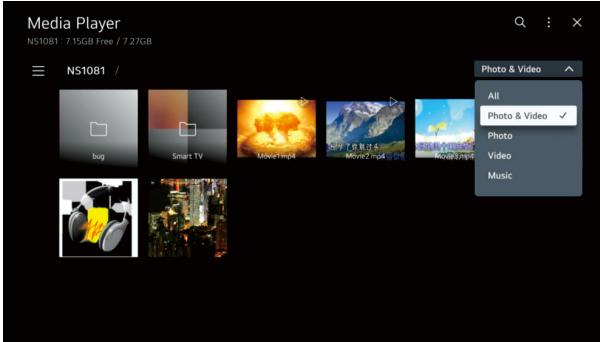 Media Player
NS1081 : 7.15GB Free / 7.27GB
NS1081 /
Photo & Video
All
Photo & Video
Photo
Video
Music
bug
Smart TV
Movie1.mp4
Movie2.mp4
Movie3.mp4